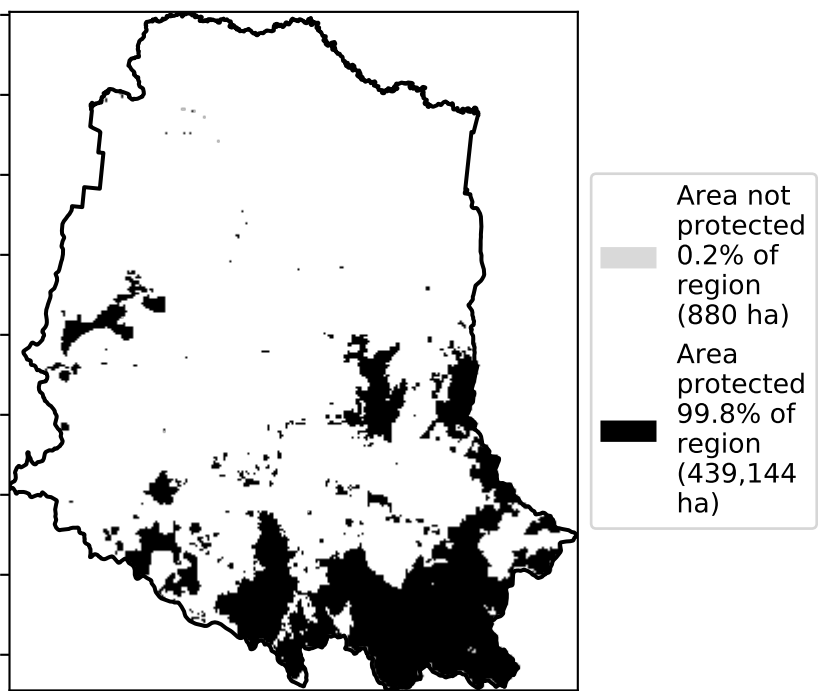 Area not
protected
0.2% of
region
(880 ha)
Area
protected
99.8% of
region
(439,144
ha)